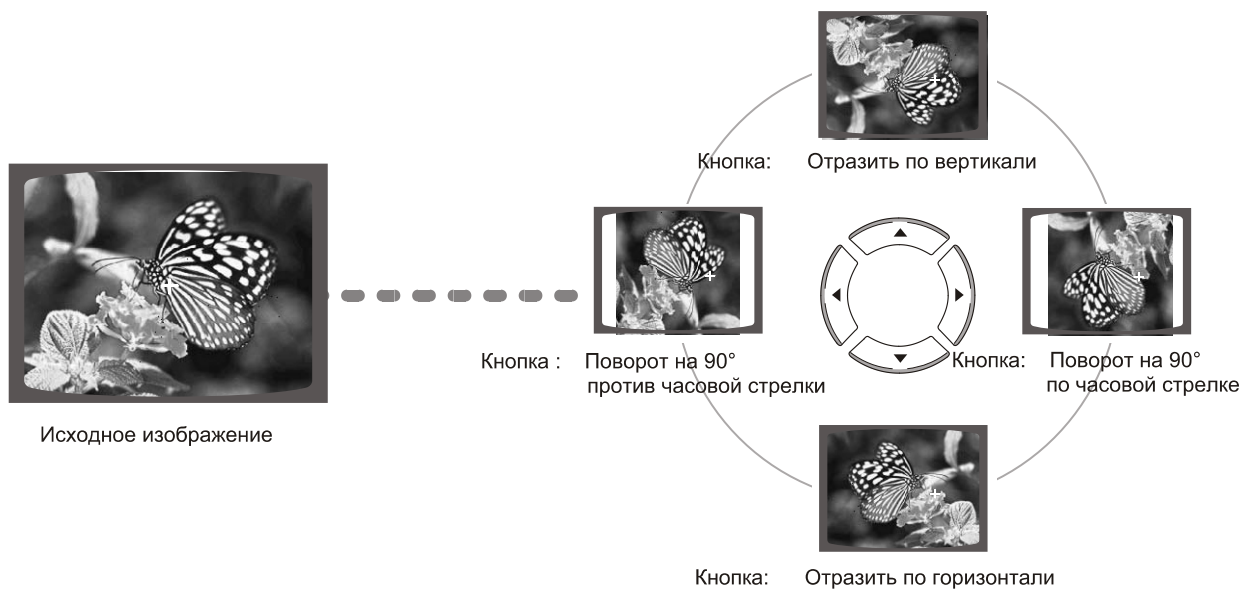 Кнопка: Отразить по вертикали
Кнопка : Поворот на 90°
против часовой стрелки
Кнопка: Поворот на 90°
по часовой стрелке
Исходное изображение
Кнопка: Отразить по горизонтали